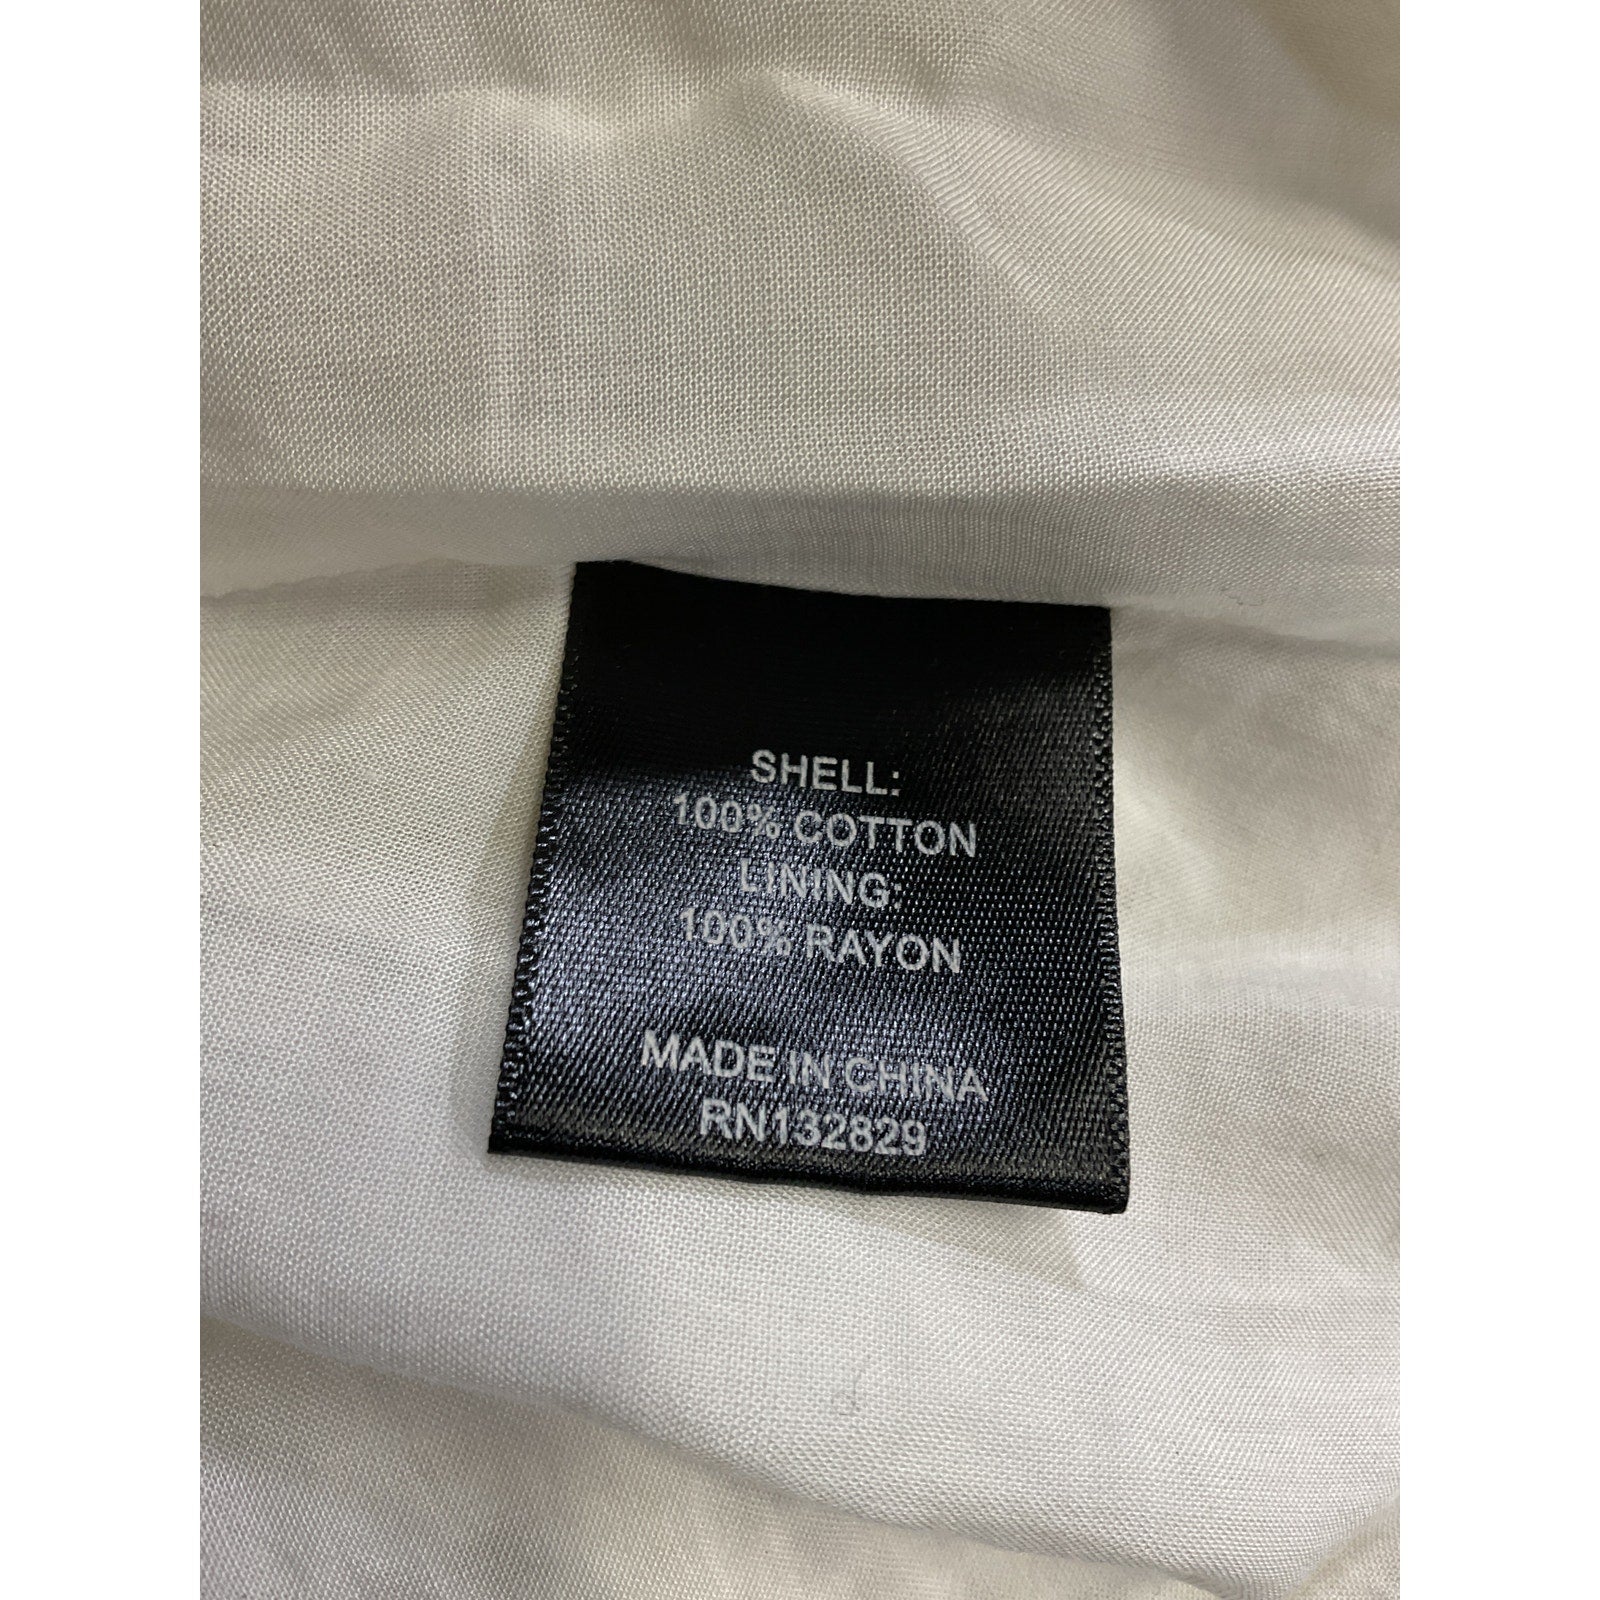 SHELL:
100% COTTON
LINING:
100% RAYON
MADE IN CHINA
RN132829